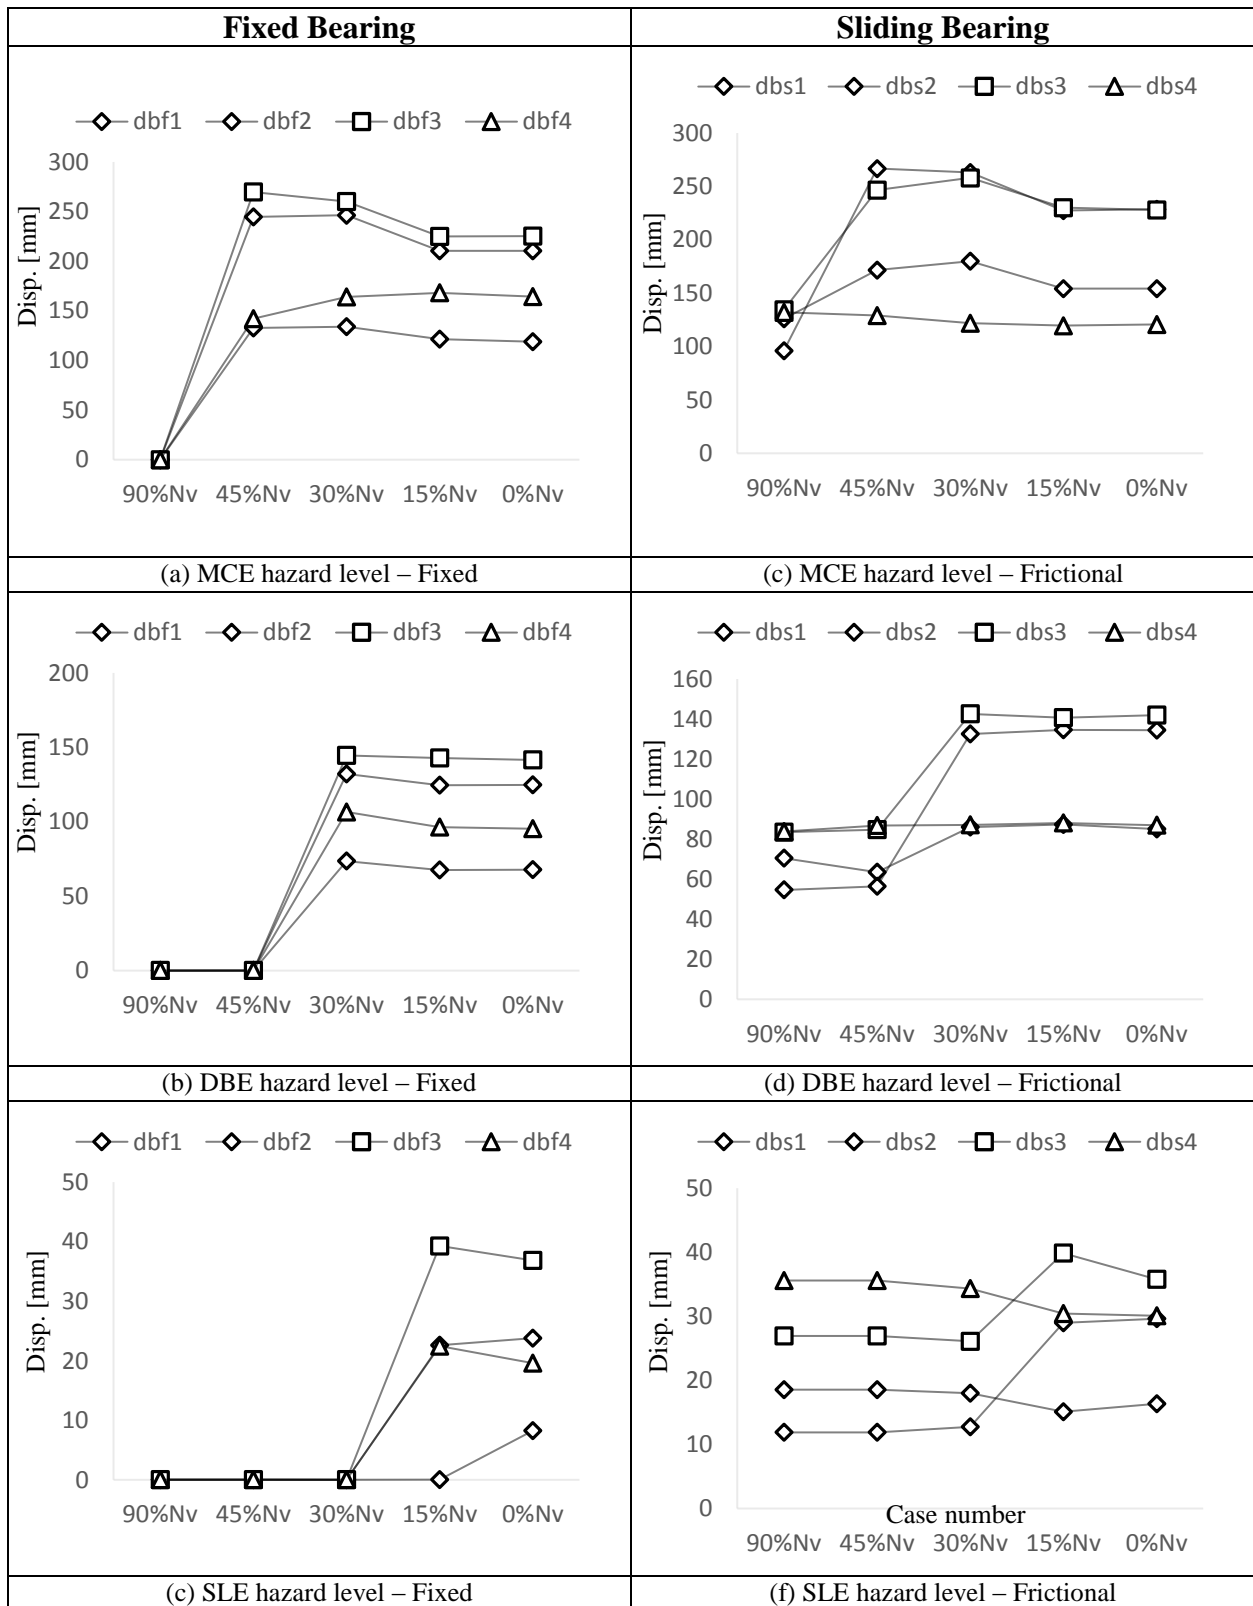 Fixed Bearing
Sliding Bearing
dbf1 dbf2 dbf3 dbf4
300
250
200
150
100
50
0
Disp. [mm]
90%Nv 45%Nv 30%Nv 15%Nv 0%Nv
(a) MCE hazard level – Fixed
dbs1 dbs2 dbs3 dbs4
300
250
200
150
100
50
0
Disp. [mm]
90%Nv 45%Nv 30%Nv 15%Nv 0%Nv
(c) MCE hazard level – Frictional
dbf1 dbf2 dbf3 dbf4
200
150
100
50
0
Disp. [mm]
90%Nv 45%Nv 30%Nv 15%Nv 0%Nv
(b) DBE hazard level – Fixed
dbs1 dbs2 dbs3 dbs4
160
140
120
100
80
60
40
20
0
Disp. [mm]
90%Nv 45%Nv 30%Nv 15%Nv 0%Nv
(d) DBE hazard level – Frictional
dbf1 dbf2 dbf3 dbf4
50
40
30
20
10
0
Disp. [mm]
90%Nv 45%Nv 30%Nv 15%Nv 0%Nv
(c) SLE hazard level – Fixed
dbs1 dbs2 dbs3 dbs4
50
40
30
20
10
0
Disp. [mm]
Case number
90%Nv 45%Nv 30%Nv 15%Nv 0%Nv
(f) SLE hazard level – Frictional